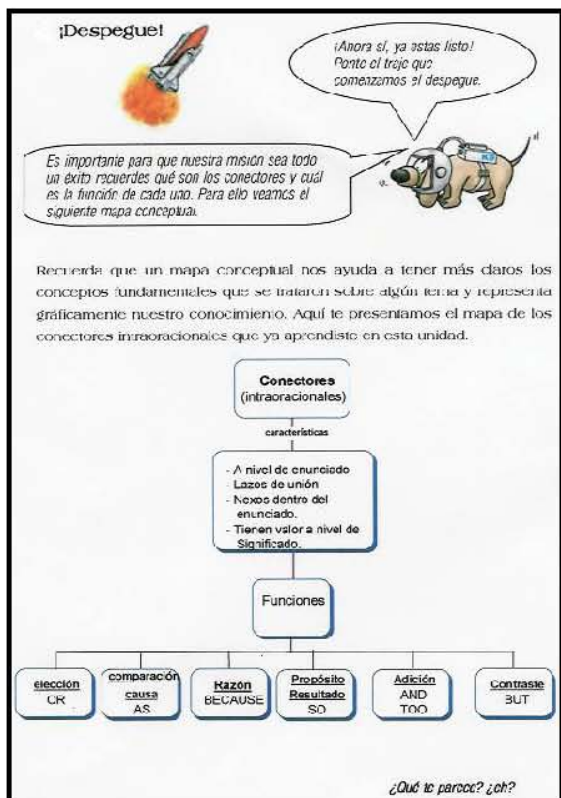 ¡Despegue!
¡Ahora sí, ya estas listo!
Ponte el traje que
comenzamos el despegue.
Es importante para que nuestra misión sea todo
un éxito recuerdes qué son los conectores y cuál
es la función de cada uno. Para ello veamos el
siguiente mapa conceptual.
Recuerda que un mapa conceptual nos ayuda a tener más claros los
conceptos fundamentales que se trataron sobre algún tema y representa
gráficamente nuestro conocimiento. Aquí te presentamos el mapa de los
conectores intraoracionales que ya aprendiste en esta unidad.
Conectores
(intraoracionales)
características
- A nivel de enunciado
- Lazos de unión
- Nexos dentro del
enunciado.
- Tienen valor a nivel de
Significado.
Funciones
elección
OR
comparación
causa
AS
Razón
BECAUSE
Propósito
Resultado
SO
Adición
AND
TOO
Contraste
BUT
¿Qué te parece? ¿eh?